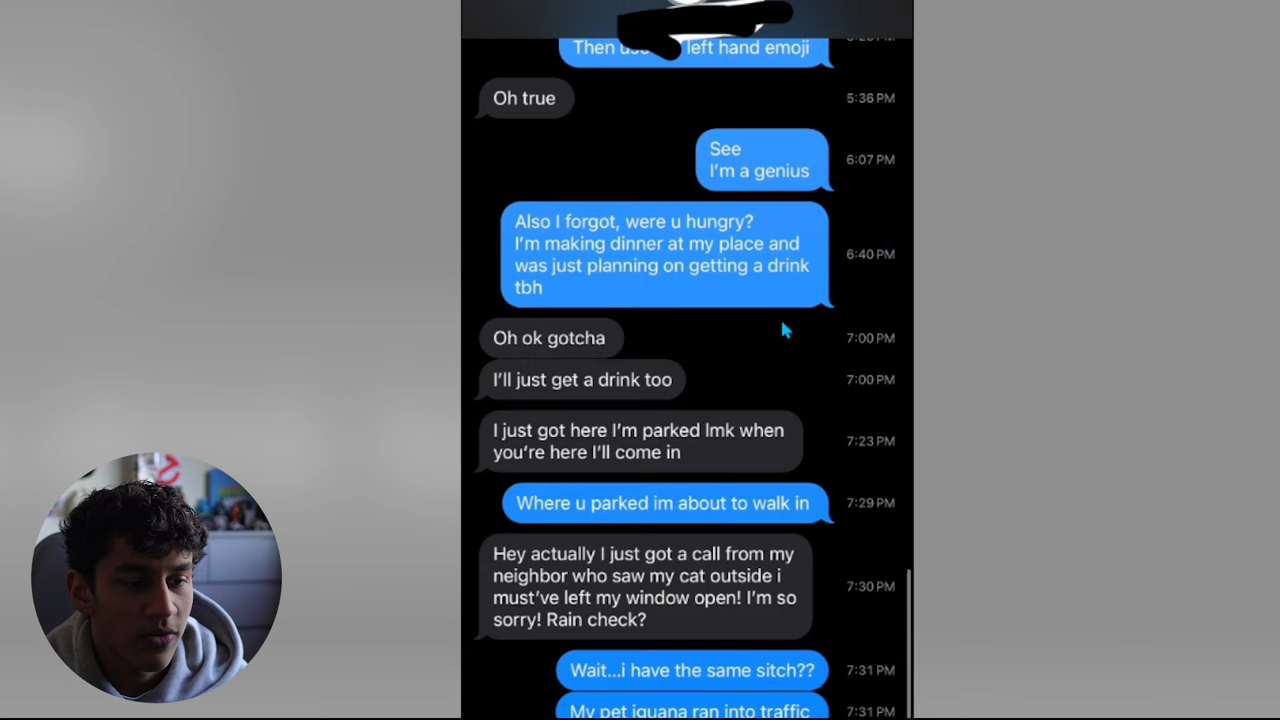 Then left hand emoji
Oh true
5:36 PM
See
I'm a genius
6:07 PM
Also I forgot, were u hungry?
I'm making dinner at my place and
was just planning on getting a drink
tbh
6:40 PM
Oh ok gotcha
7:00 PM
I'll just get a drink too
7:00 PM
I just got here I'm parked lmk when
you're here I'll come in
7:23 PM
Where u parked im about to walk in
7:29 PM
Hey actually I just got a call from my
neighbor who saw my cat outside i
must've left my window open! I'm so
sorry! Rain check?
7:30 PM
Wait...i have the same sitch??
7:31 PM
My pet iguana ran into traffic
7:31 PM